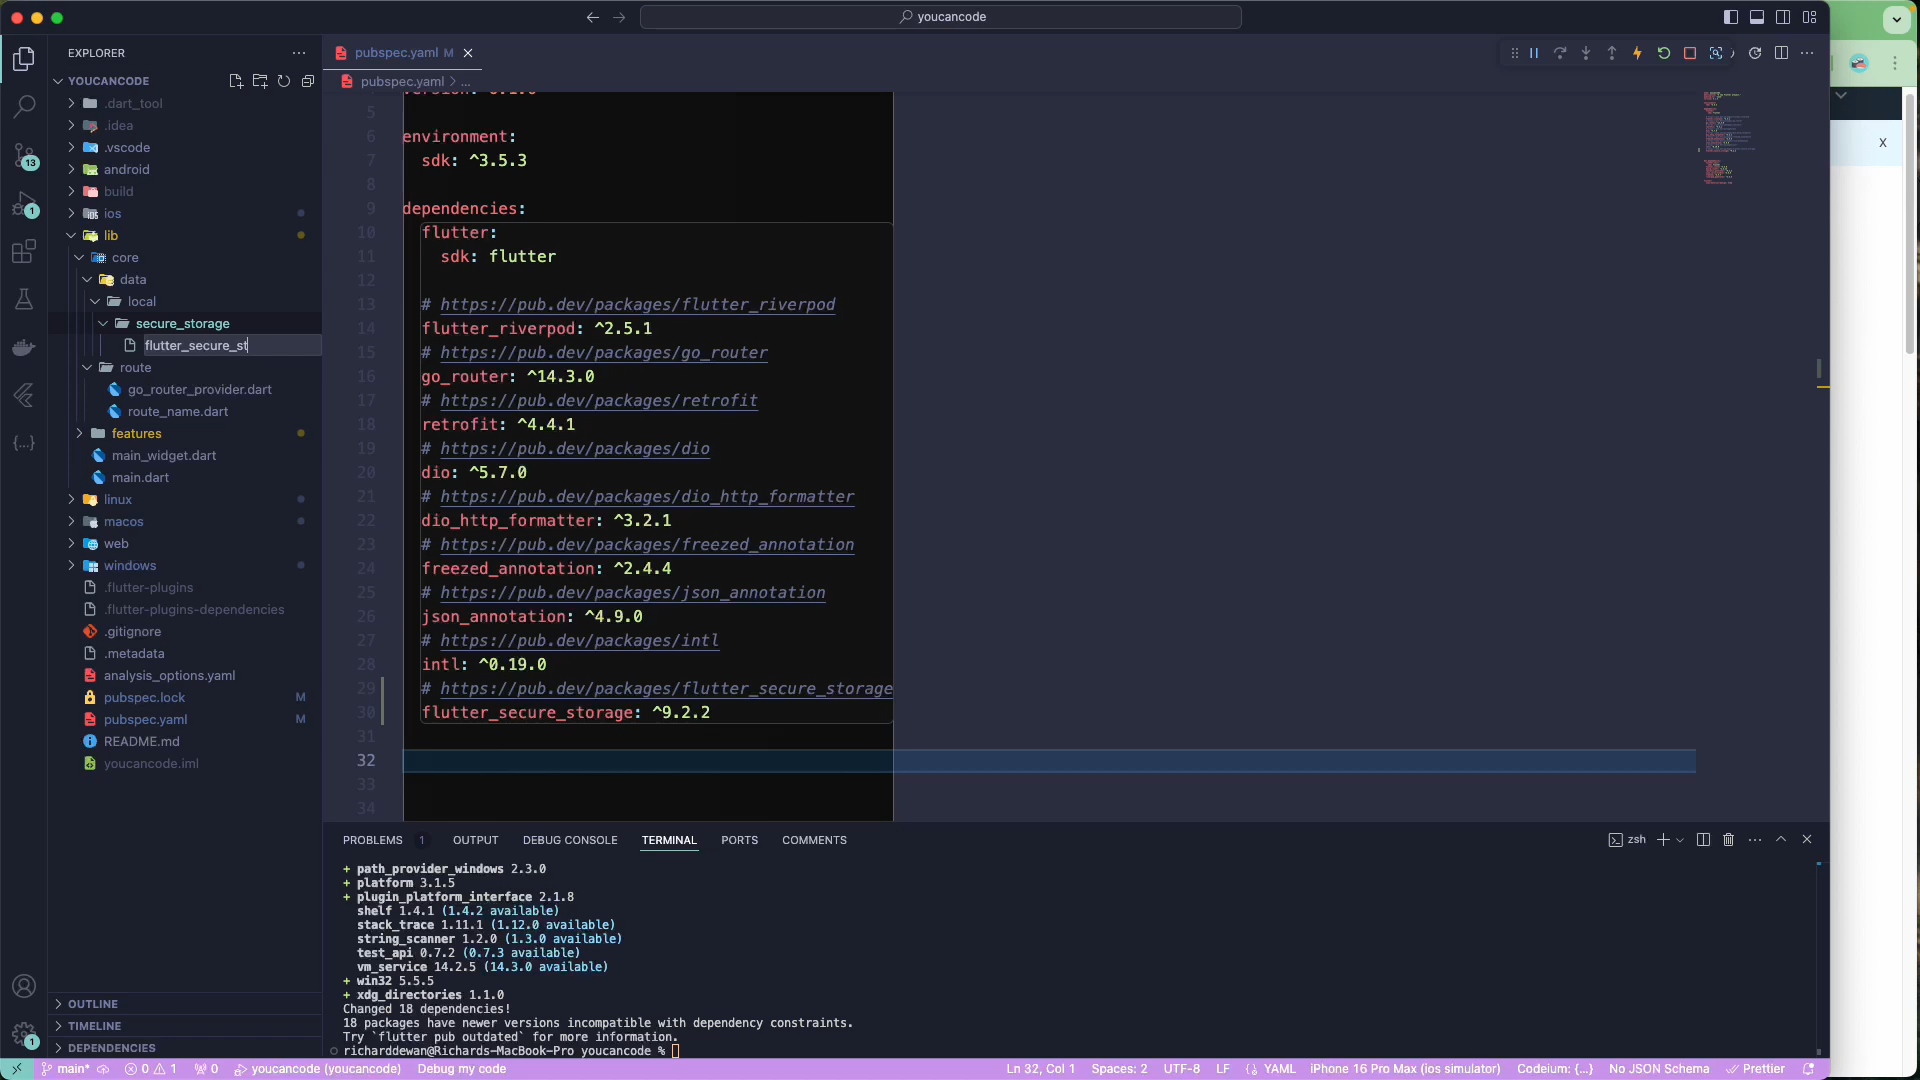 youcancode
EXPLORER
YOUCANCODE
.dart_tool
.idea
.vscode
android
build
ios
lib
core
data
local
secure_storage
flutter_secure_st
route
go_router_provider.dart
route_name.dart
features
main_widget.dart
main.dart
linux
macos
web
windows
.flutter-plugins
.flutter-plugins-dependencies
.gitignore
.metadata
analysis_options.yaml
pubspec.lock M
pubspec.yaml M
README.md
youcancode.iml
OUTLINE
TIMELINE
DEPENDENCIES
13
1
1
pubspec.yaml M
pubspec.yaml > ...
5
6 environment:
7 sdk: ^3.5.3
8
9 dependencies:
10 flutter:
11 sdk: flutter
12
13 # https://pub.dev/packages/flutter_riverpod
14 flutter_riverpod: ^2.5.1
15 # https://pub.dev/packages/go_router
16 go_router: ^14.3.0
17 # https://pub.dev/packages/retrofit
18 retrofit: ^4.4.1
19 # https://pub.dev/packages/dio
20 dio: ^5.7.0
21 # https://pub.dev/packages/dio_http_formatter
22 dio_http_formatter: ^3.2.1
23 # https://pub.dev/packages/freezed_annotation
24 freezed_annotation: ^2.4.4
25 # https://pub.dev/packages/json_annotation
26 json_annotation: ^4.9.0
27 # https://pub.dev/packages/intl
28 intl: ^0.19.0
29 # https://pub.dev/packages/flutter_secure_storage
30 flutter_secure_storage: ^9.2.2
31
32
33
34
X
PROBLEMS 1 OUTPUT DEBUG CONSOLE TERMINAL PORTS COMMENTS
zsh
+ path_provider_windows 2.3.0
+ platform 3.1.5
+ plugin_platform_interface 2.1.8
shelf 1.4.1 (1.4.2 available)
stack_trace 1.11.1 (1.12.0 available)
string_scanner 1.2.0 (1.3.0 available)
test_api 0.7.2 (0.7.3 available)
vm_service 14.2.5 (14.3.0 available)
+ win32 5.5.5
+ xdg_directories 1.1.0
Changed 18 dependencies!
18 packages have newer versions incompatible with dependency constraints.
Try `flutter pub outdated` for more information.
richarddewan@Richards-MacBook-Pro youcancode %
main* 0 1 0 youcancode (youcancode) Debug my code
Ln 32, Col 1 Spaces: 2 UTF-8 LF YAML iPhone 16 Pro Max (ios simulator) Codeium: {...} No JSON Schema Prettier